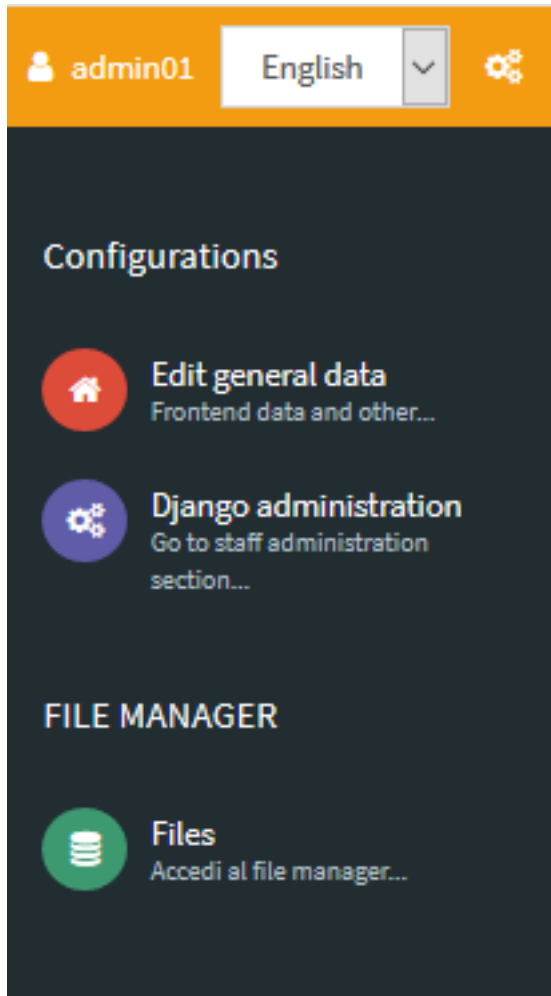 admin01 English
Configurations
Edit general data
Frontend data and other...
Django administration
Go to staff administration
section...
FILE MANAGER
Files
Accedi al file manager...